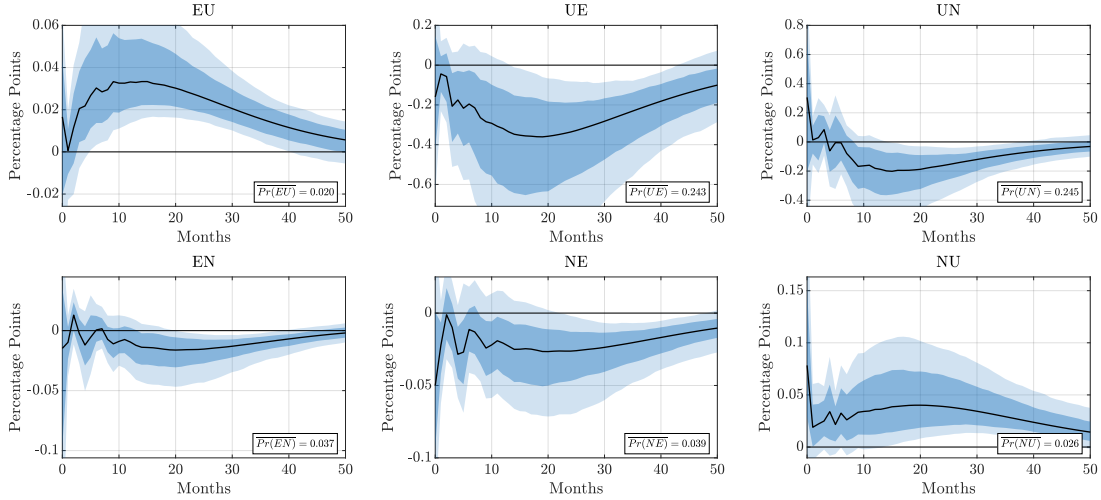 EU
Percentage Points
0.06
0.04
0.02
0
-0.02
0 10 20 30 40 50
Months
Pr(EU) = 0.020
UE
Percentage Points
0.2
0
-0.2
-0.4
-0.6
0 10 20 30 40 50
Months
Pr(UE) = 0.243
UN
Percentage Points
0.8
0.6
0.4
0.2
0
-0.2
-0.4
0 10 20 30 40 50
Months
Pr(UN) = 0.245
EN
Percentage Points
0
-0.05
-0.1
0 10 20 30 40 50
Months
Pr(EN) = 0.037
NE
Percentage Points
0
-0.05
-0.1
0 10 20 30 40 50
Months
Pr(NE) = 0.039
NU
Percentage Points
0.15
0.1
0.05
0
0 10 20 30 40 50
Months
Pr(NU) = 0.026